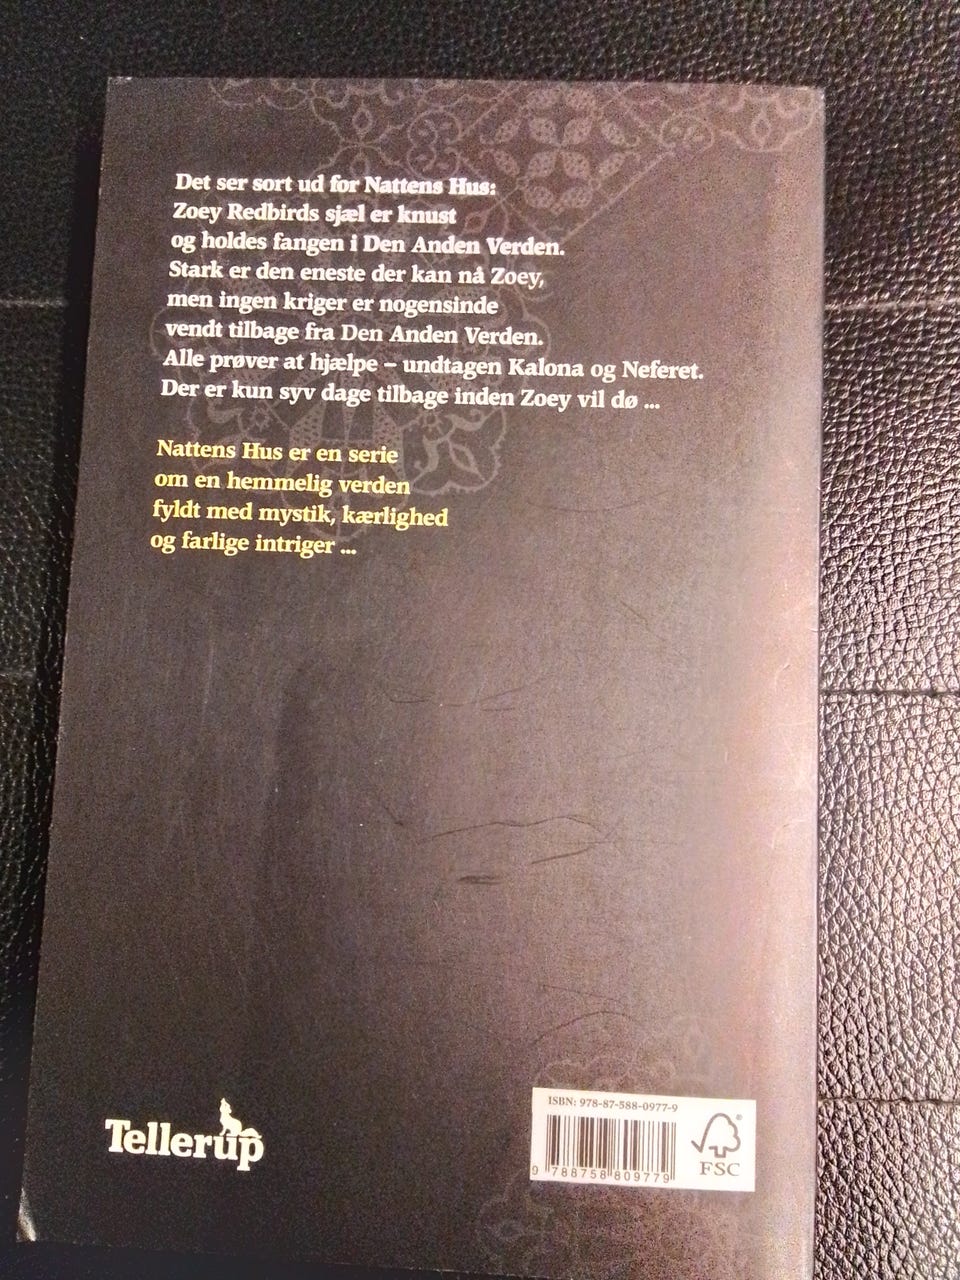 Det ser sort ud for Nattens Hus:
Zoey Redbirds sjæl er knust
og holdes fangen i Den Anden Verden.
Stark er den eneste der kan nå Zoey,
men ingen kriger er nogensinde
vendt tilbage fra Den Anden Verden.
Alle prøver at hjælpe – undtagen Kalona og Neferet.
Der er kun syv dage tilbage inden Zoey vil dø ...
Nattens Hus er en serie
om en hemmelig verden
fyldt med mystik, kærlighed
og farlige intriger ...
Tellerup
ISBN: 978-87-588-0977-9
9 788758 809779
®
FSC